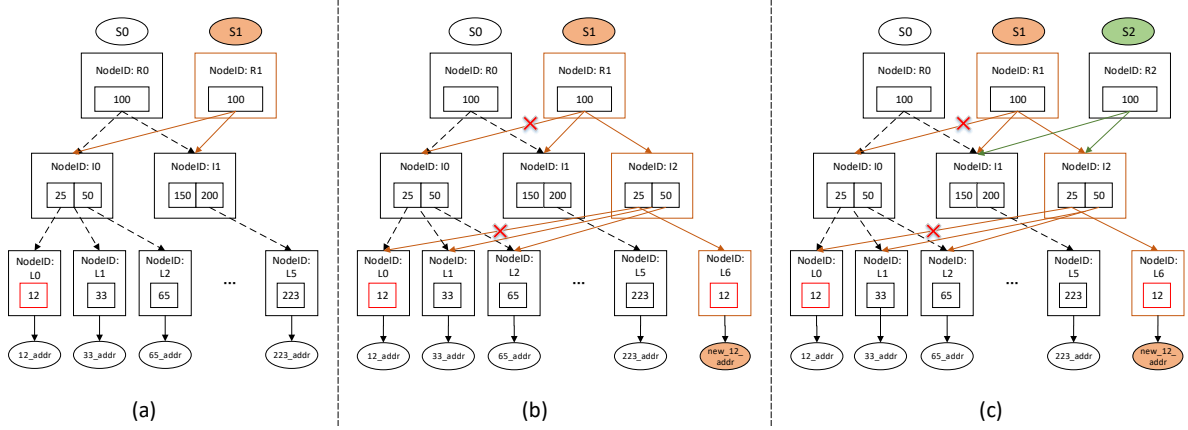 S0 S1
NodeID: R0 NodeID: R1
100 100
NodeID: I0 NodeID: I1
25 50 150 200
NodeID: L0 NodeID: L1 NodeID: L2 NodeID: L5
12 33 65 ... 223
12_addr 33_addr 65_addr 223_addr
(a)
S0 S1
NodeID: R0 NodeID: R1
100 100
NodeID: I0 NodeID: I1 NodeID: I2
25 50 150 200 25 50
NodeID: L0 NodeID: L1 NodeID: L2 NodeID: L5 NodeID: L6
12 33 65 ... 223 12
12_addr 33_addr 65_addr 223_addr new_12_addr
(b)
S0 S1 S2
NodeID: R0 NodeID: R1 NodeID: R2
100 100 100
NodeID: I0 NodeID: I1 NodeID: I2
25 50 150 200 25 50
NodeID: L0 NodeID: L1 NodeID: L2 NodeID: L5 NodeID: L6
12 33 65 ... 223 12
12_addr 33_addr 65_addr 223_addr new_12_addr
(c)